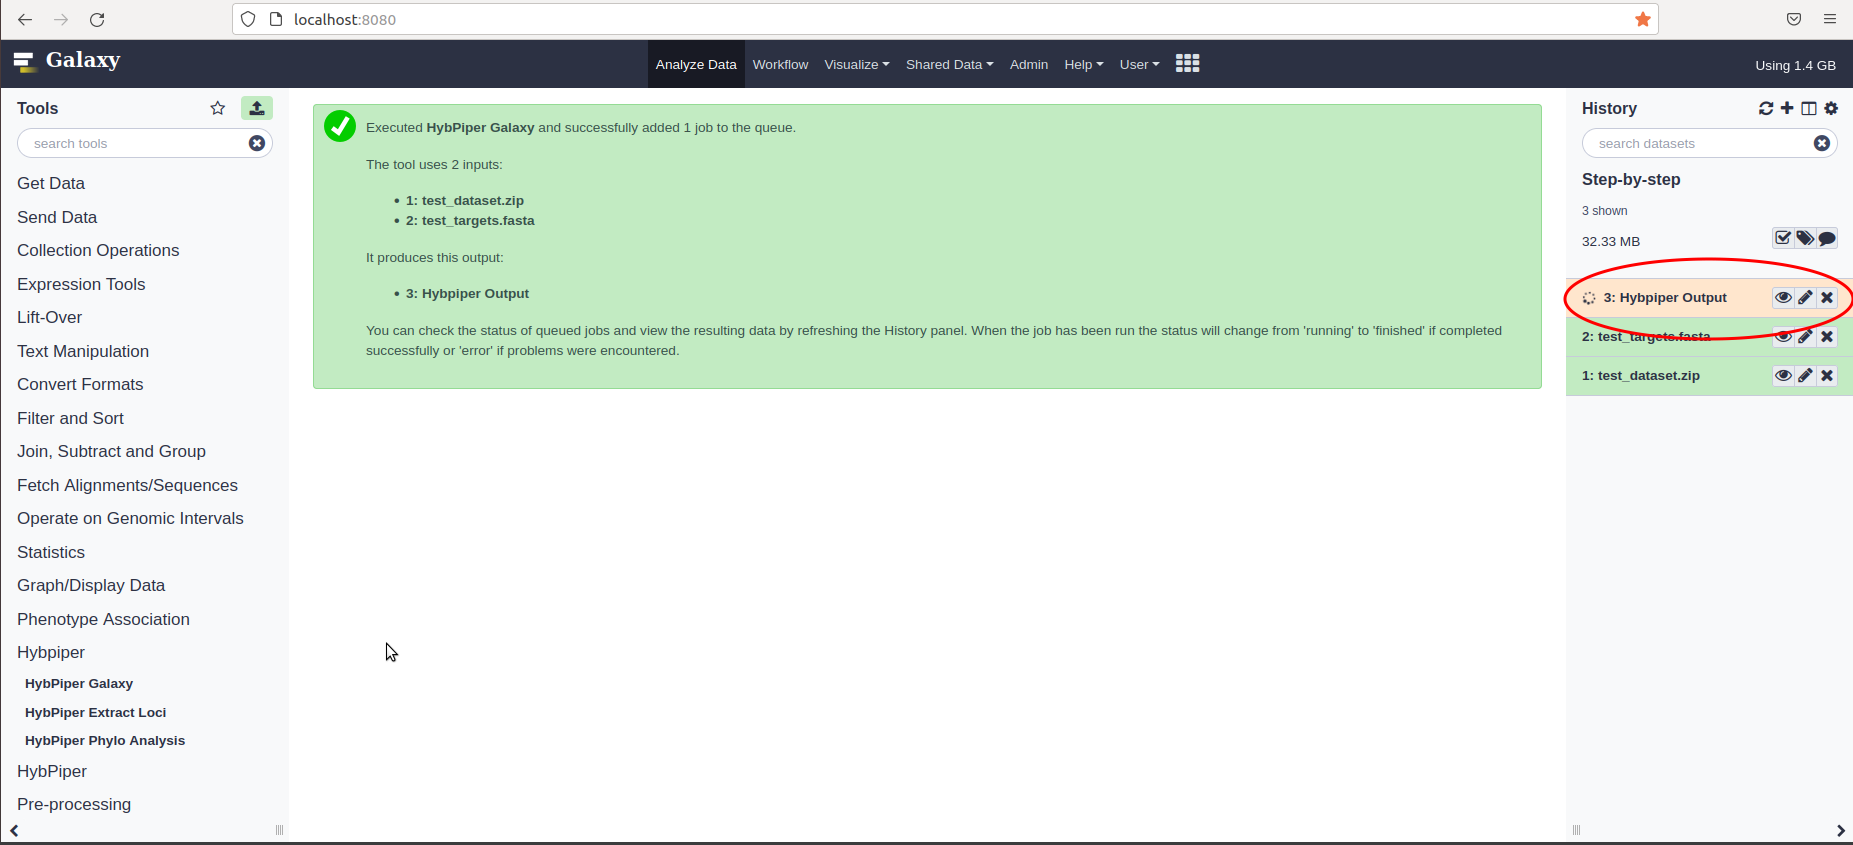 localhost:8080
Galaxy
Analyze Data Workflow Visualize Shared Data Admin Help User Using 1.4 GB
Tools
search tools
Get Data
Send Data
Collection Operations
Expression Tools
Lift-Over
Text Manipulation
Convert Formats
Filter and Sort
Join, Subtract and Group
Fetch Alignments/Sequences
Operate on Genomic Intervals
Statistics
Graph/Display Data
Phenotype Association
Hybpiper
HybPiper Galaxy
HybPiper Extract Loci
HybPiper Phylo Analysis
HybPiper
Pre-processing
Executed HybPiper Galaxy and successfully added 1 job to the queue.
The tool uses 2 inputs:
• 1: test_dataset.zip
• 2: test_targets.fasta
It produces this output:
• 3: Hybpiper Output
You can check the status of queued jobs and view the resulting data by refreshing the History panel. When the job has been run the status will change from 'running' to 'finished' if completed
successfully or 'error' if problems were encountered.
History
search datasets
Step-by-step
3 shown
32.33 MB
3: Hybpiper Output
2: test_targets.fasta
1: test_dataset.zip